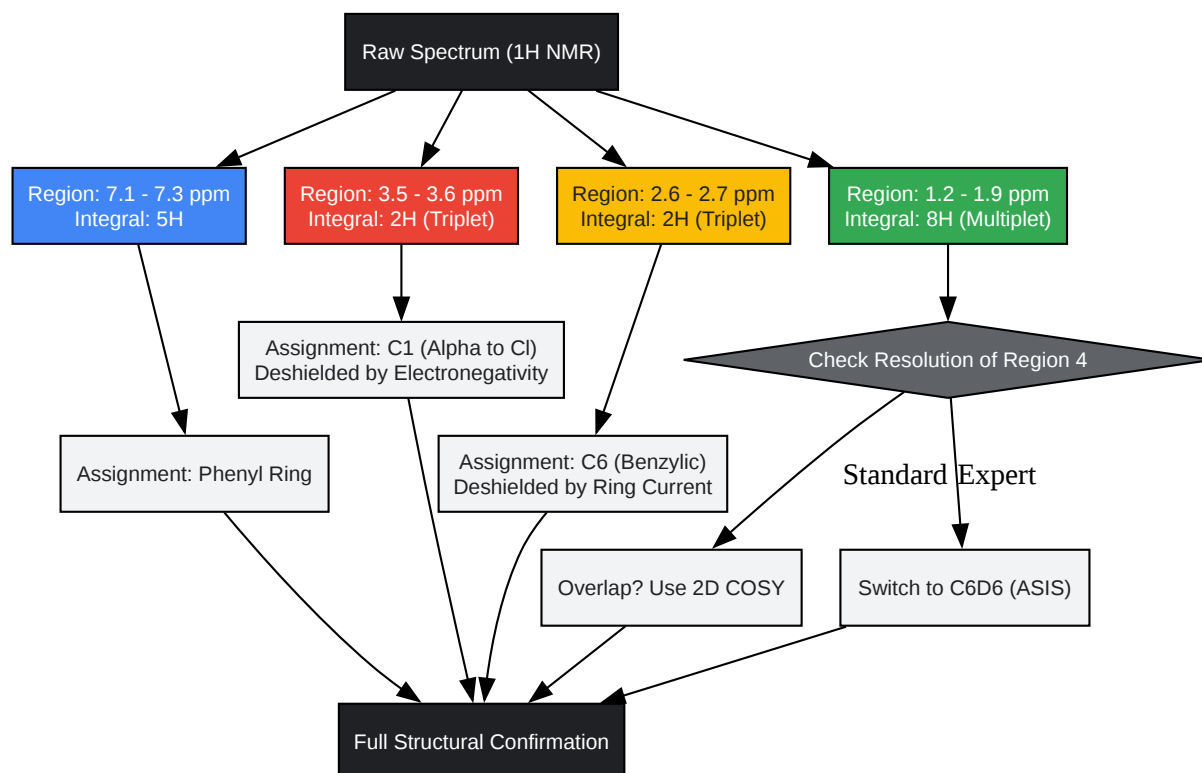 Raw Spectrum (1H NMR)
Region: 7.1 - 7.3 ppm
Integral: 5H
Region: 3.5 - 3.6 ppm
Integral: 2H (Triplet)
Region: 2.6 - 2.7 ppm
Integral: 2H (Triplet)
Region: 1.2 - 1.9 ppm
Integral: 8H (Multiplet)
Assignment: C1 (Alpha to Cl)
Deshielded by Electronegativity
Check Resolution of Region 4
Assignment: Phenyl Ring
Assignment: C6 (Benzylic)
Deshielded by Ring Current
Standard
Expert
Overlap? Use 2D COSY
Switch to C6D6 (ASIS)
Full Structural Confirmation